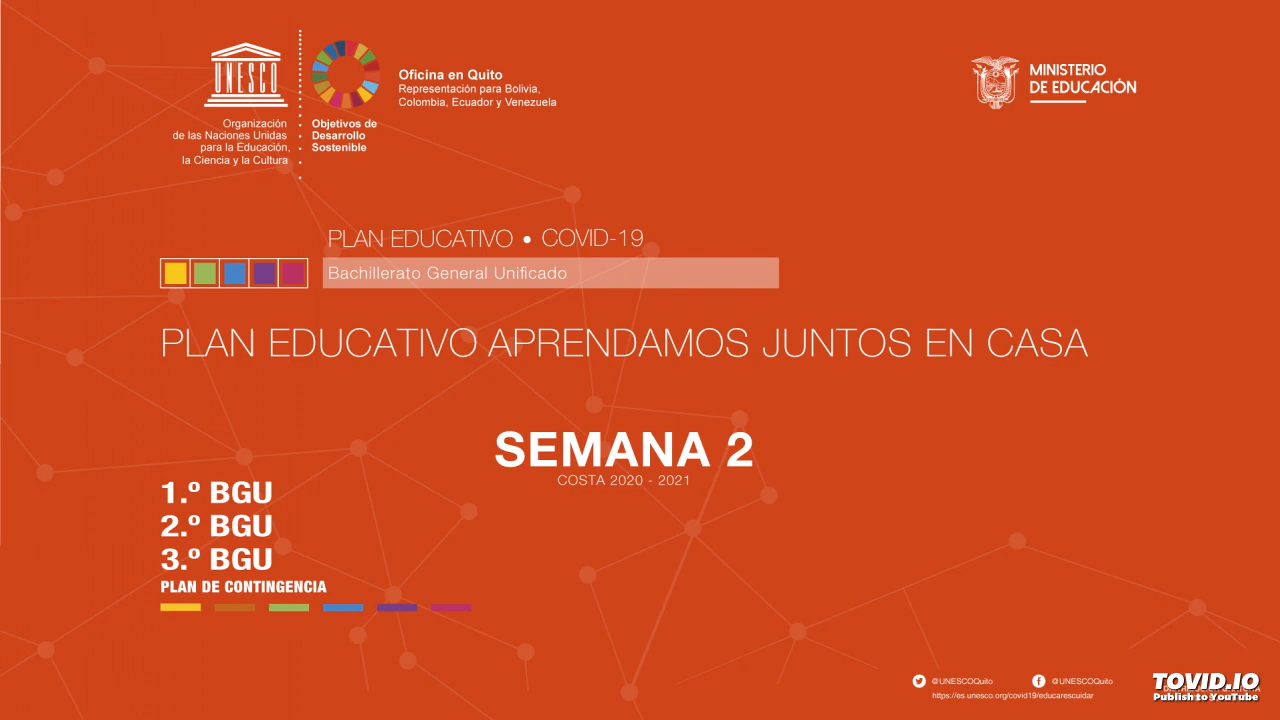 UNESCO
Organización
de las Naciones Unidas
para la Educación,
la Ciencia y la Cultura
Objetivos de
Desarrollo
Sostenible
Oficina en Quito
Representación para Bolivia,
Colombia, Ecuador y Venezuela
MINISTERIO
DE EDUCACIÓN
PLAN EDUCATIVO • COVID-19
Bachillerato General Unificado
PLAN EDUCATIVO APRENDAMOS JUNTOS EN CASA
SEMANA 2
COSTA 2020 - 2021
1.º BGU
2.º BGU
3.º BGU
PLAN DE CONTINGENCIA
@UNESCOQuito
@UNESCOQuito
https://es.unesco.org/covid19/educarescuidar
TOVID.IO
Publish to YouTube